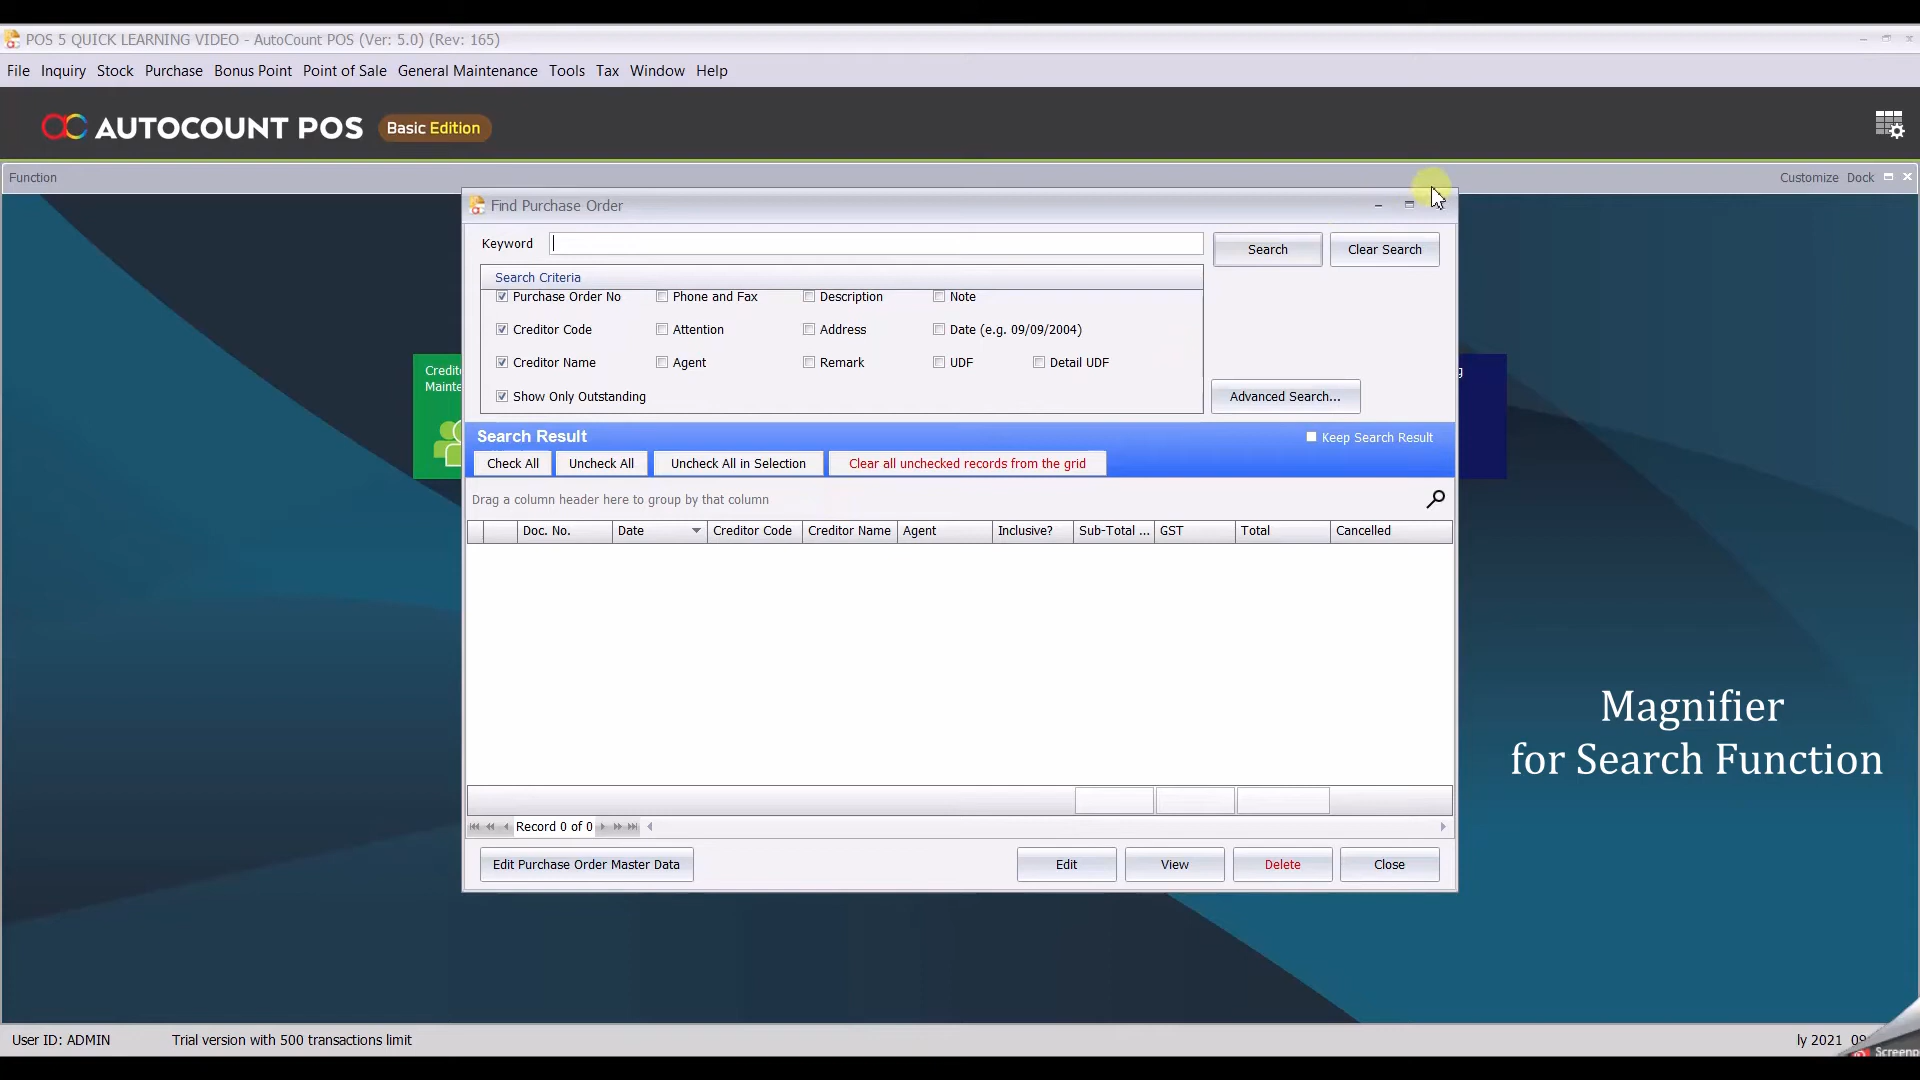 POS 5 QUICK LEARNING VIDEO - AutoCount POS (Ver: 5.0) (Rev: 165)
File Inquiry Stock Purchase Bonus Point Point of Sale General Maintenance Tools Tax Window Help
AUTOCOUNT POS Basic Edition
Function Customize Dock
Find Purchase Order
Keyword Search Clear Search
Search Criteria
Purchase Order No Phone and Fax Description Note
Creditor Code Attention Address Date (e.g. 09/09/2004)
Creditor Name Agent Remark UDF Detail UDF
Show Only Outstanding Advanced Search...
Search Result Keep Search Result
Check All Uncheck All Uncheck All in Selection Clear all unchecked records from the grid
Drag a column header here to group by that column
Doc. No. Date Creditor Code Creditor Name Agent Inclusive? Sub-Total ... GST Total Cancelled
Magnifier
for Search Function
Record 0 of 0
Edit Purchase Order Master Data Edit View Delete Close
User ID: ADMIN Trial version with 500 transactions limit ly 2021